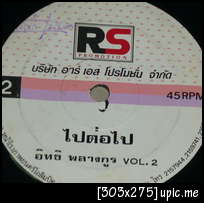 RS
PROMOTION
บริษัท อาร์ เอส โปรโมชั่น จำกัด
2
45RPM
ไปต่อไป
อิทธิ พลางกูร VOL. 2
[303x275]upic.me